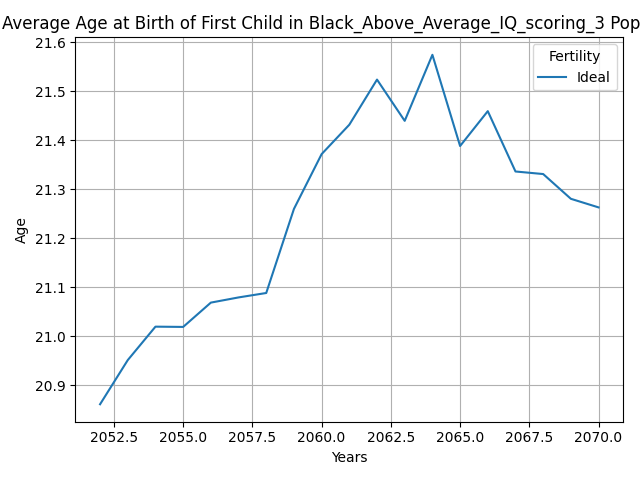 Average Age at Birth of First Child in Black_Above_Average_IQ_scoring_3 Pop
21.6
21.5
21.4
21.3
21.2
21.1
21.0
20.9
Age
Fertility
Ideal
2052.5 2055.0 2057.5 2060.0 2062.5 2065.0 2067.5 2070.0
Years